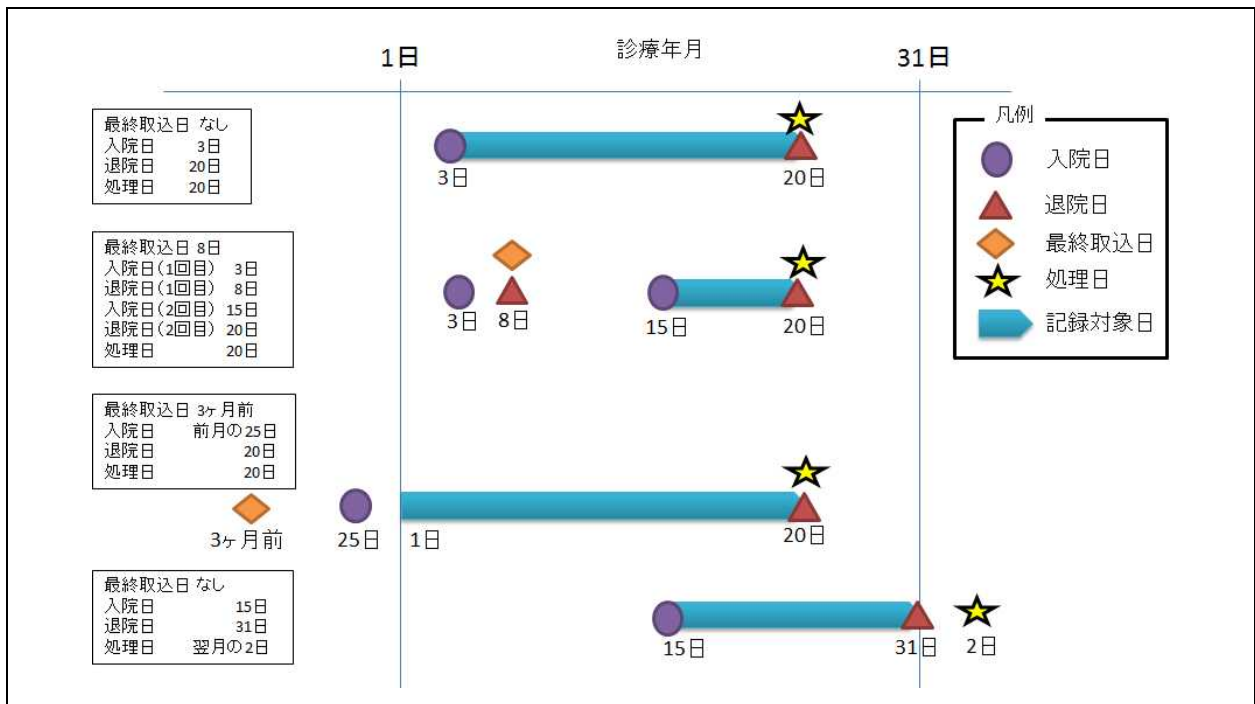 診療年月
1日
31日
最終取込日 なし
入院日 3日
退院日 20日
処理日 20日
3日
20日
凡例
入院日
退院日
最終取込日
処理日
記録対象日
最終取込日 8日
入院日(1回目) 3日
退院日(1回目) 8日
入院日(2回目) 15日
退院日(2回目) 20日
処理日 20日
3日
8日
15日
20日
最終取込日 3ヶ月前
入院日 前月の25日
退院日 20日
処理日 20日
3ヶ月前
25日
1日
20日
最終取込日 なし
入院日 15日
退院日 31日
処理日 翌月の2日
15日
31日
2日